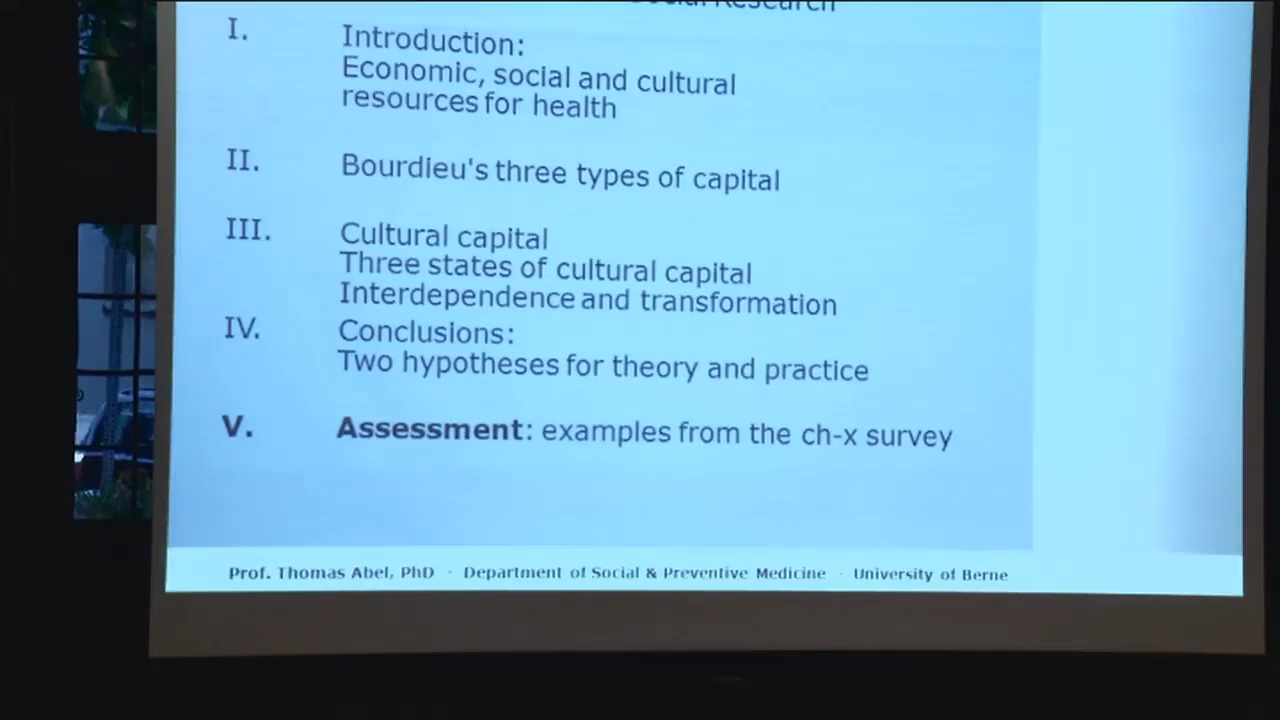 Social Research
I. Introduction:
Economic, social and cultural
resources for health
II. Bourdieu's three types of capital
III. Cultural capital
Three states of cultural capital
Interdependence and transformation
IV. Conclusions:
Two hypotheses for theory and practice
V. Assessment: examples from the ch-x survey
Prof. Thomas Abel, PhD · Department of Social & Preventive Medicine · University of Berne